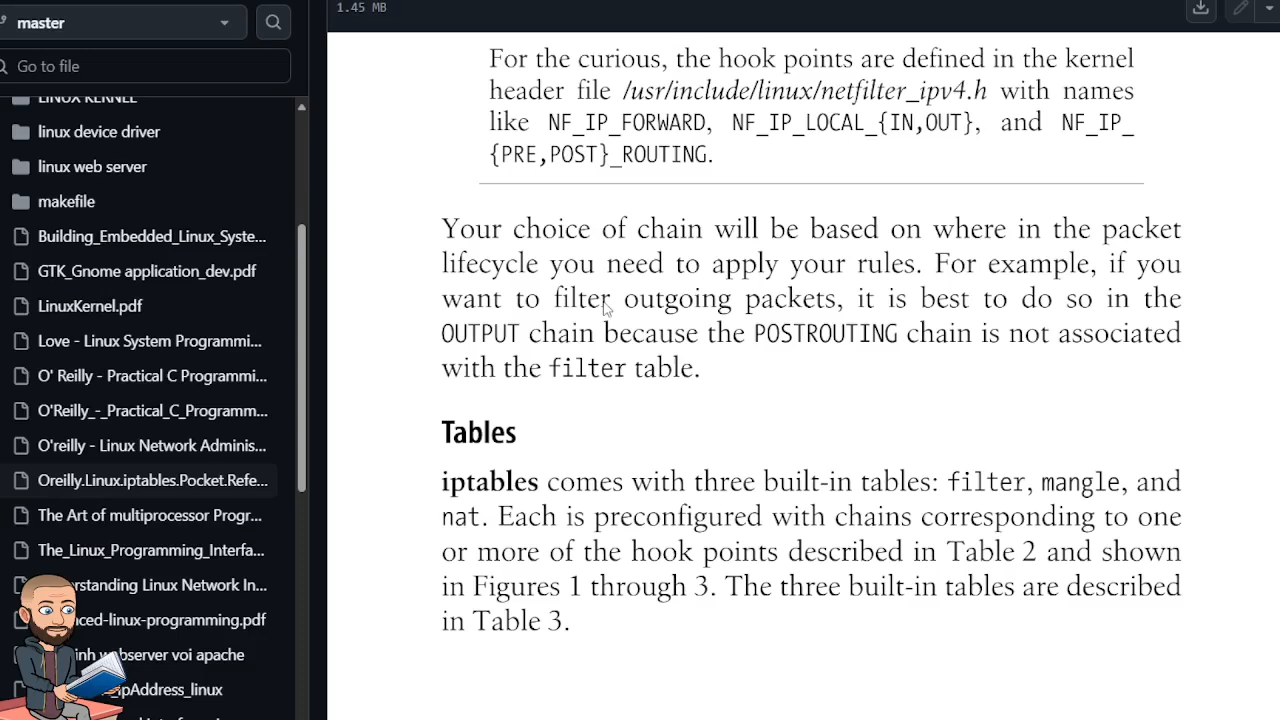 master
Go to file
LINUX KERNEL
linux device driver
linux web server
makefile
Building_Embedded_Linux_Syste...
GTK_Gnome application_dev.pdf
LinuxKernel.pdf
Love - Linux System Programmi...
O' Reilly - Practical C Programmi...
O'Reilly_-_Practical_C_Programm...
O'reilly - Linux Network Adminis...
Oreilly.Linux.iptables.Pocket.Refe...
The Art of multiprocessor Progr...
The_Linux_Programming_Interfa...
erstanding Linux Network In...
nced-linux-programming.pdf
inh webserver voi apache
ipAddress_linux
1.45 MB
For the curious, the hook points are defined in the kernel
header file /usr/include/linux/netfilter_ipv4.h with names
like NF_IP_FORWARD, NF_IP_LOCAL_{IN,OUT}, and NF_IP_
{PRE,POST}_ROUTING.
Your choice of chain will be based on where in the packet
lifecycle you need to apply your rules. For example, if you
want to filter outgoing packets, it is best to do so in the
OUTPUT chain because the POSTROUTING chain is not associated
with the filter table.
Tables
iptables comes with three built-in tables: filter, mangle, and
nat. Each is preconfigured with chains corresponding to one
or more of the hook points described in Table 2 and shown
in Figures 1 through 3. The three built-in tables are described
in Table 3.